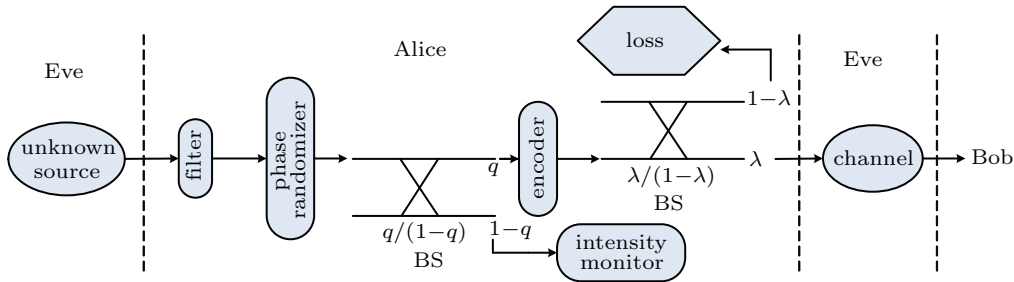 loss
Alice
Eve
Eve
1−λ
unknown
source
filter
phase
randomizer
q
encoder
λ
channel
Bob
λ/(1−λ)
BS
q/(1−q)
BS
1−q
intensity
monitor